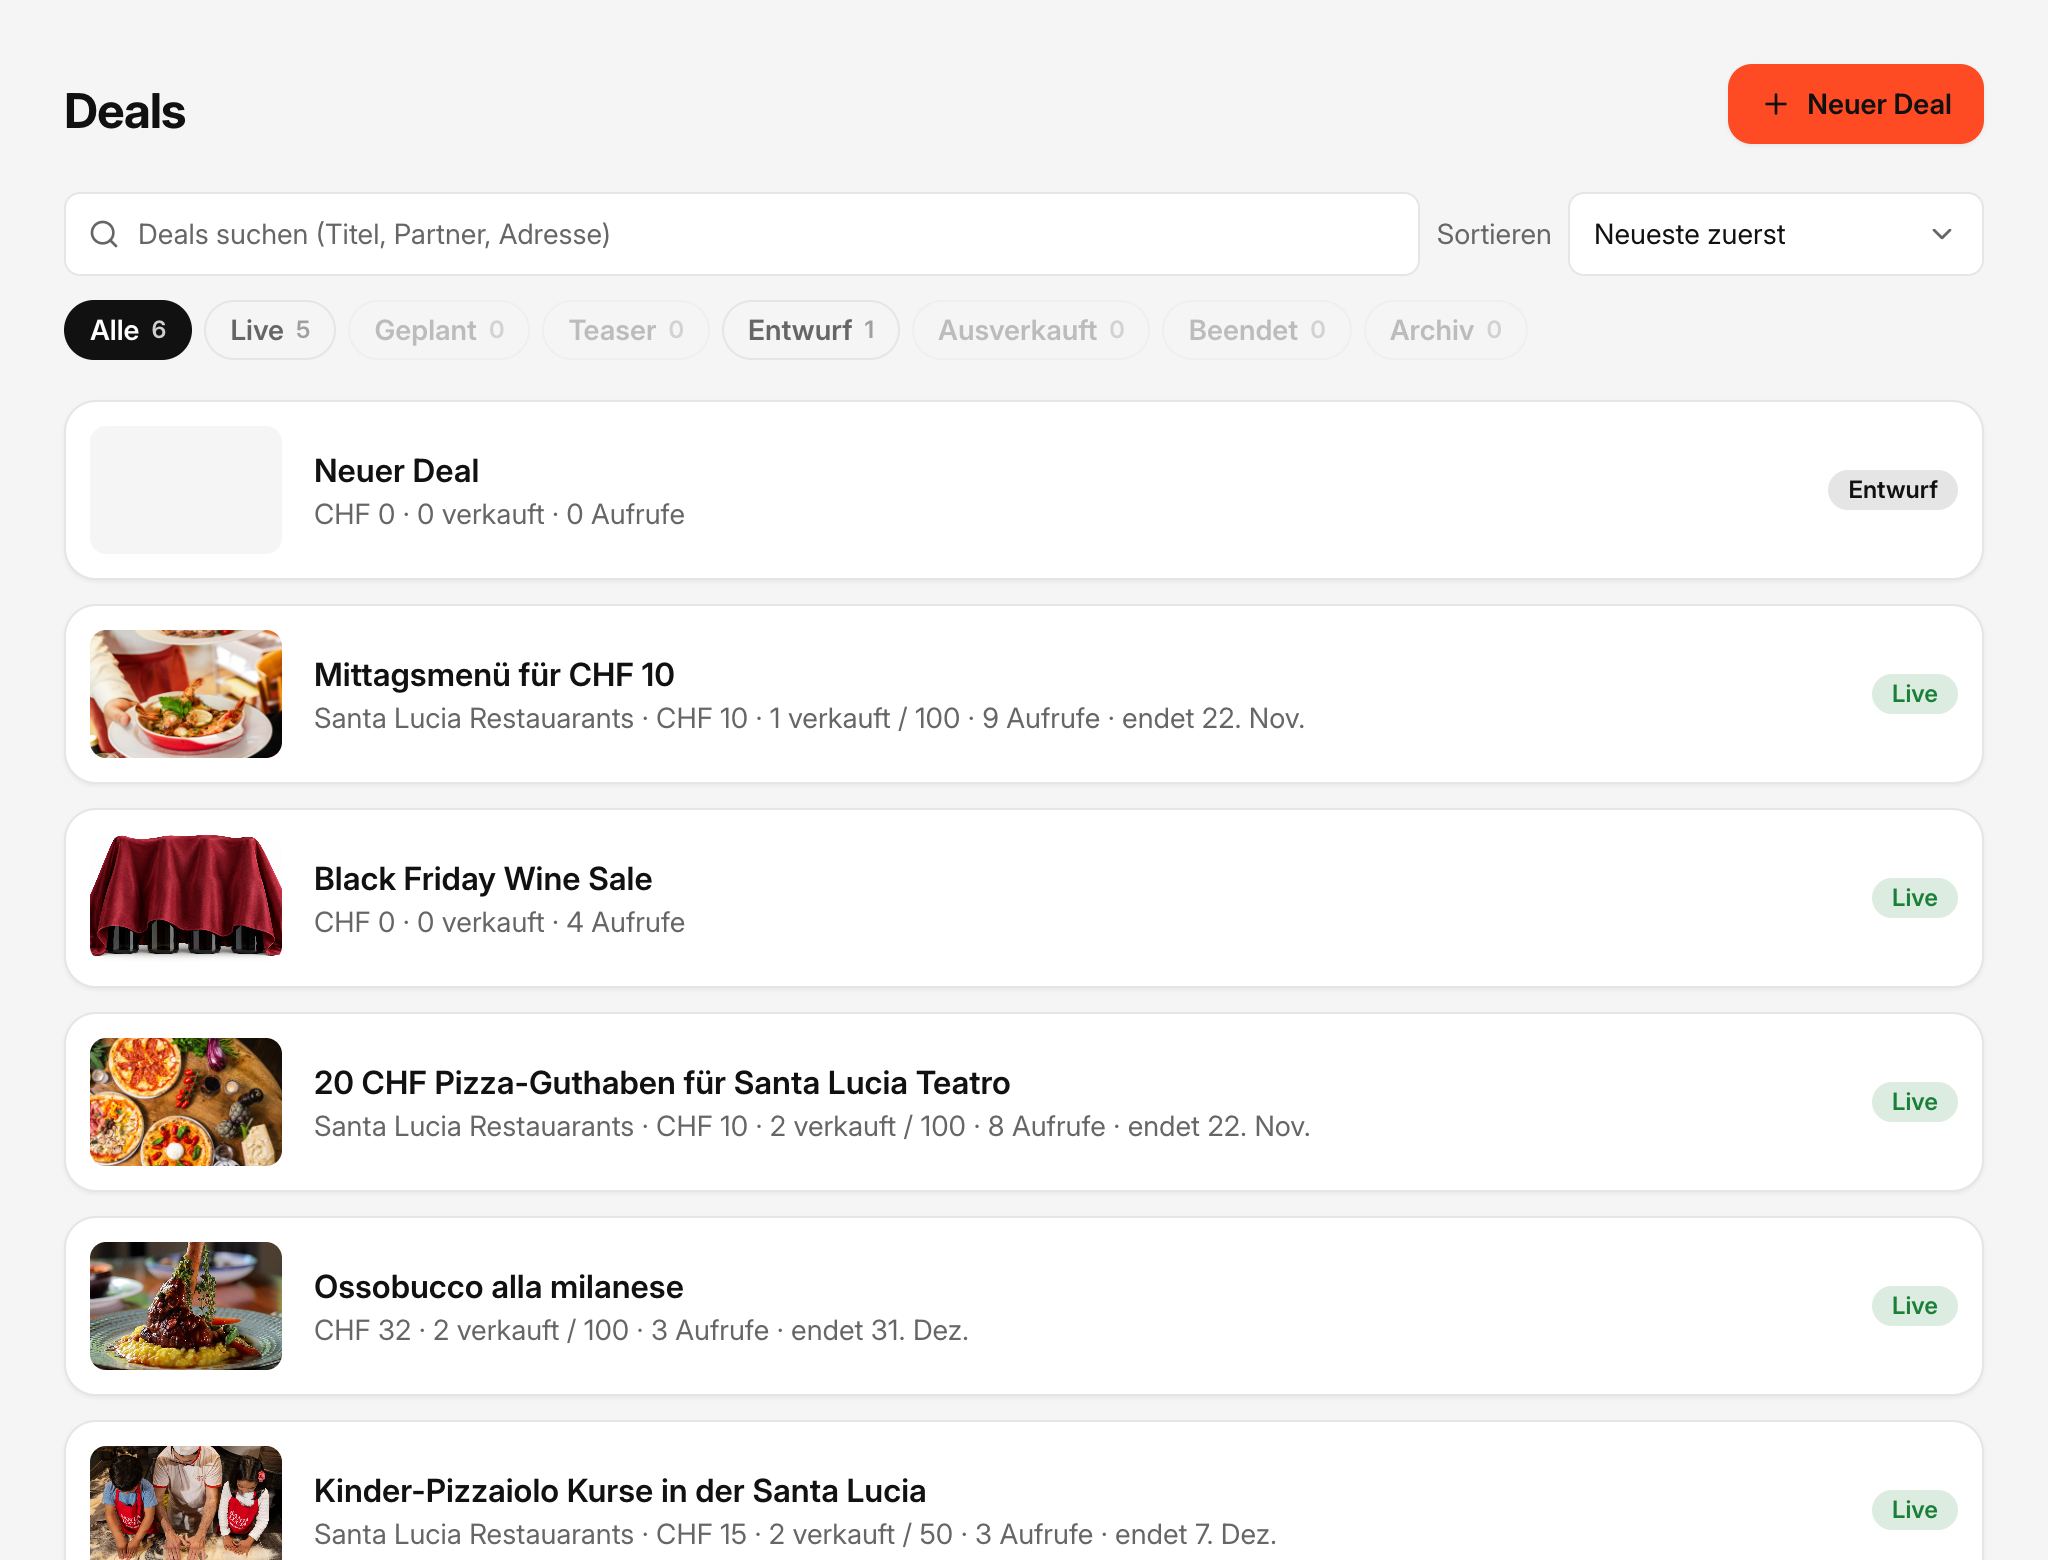 Deals
+ Neuer Deal
Deals suchen (Titel, Partner, Adresse)
Sortieren
Neueste zuerst
Alle 6
Live 5
Geplant 0
Teaser 0
Entwurf 1
Ausverkauft 0
Beendet 0
Archiv 0
Neuer Deal
CHF 0 · 0 verkauft · 0 Aufrufe
Entwurf
Mittagsmenü für CHF 10
Santa Lucia Restauarants · CHF 10 · 1 verkauft / 100 · 9 Aufrufe · endet 22. Nov.
Live
Black Friday Wine Sale
CHF 0 · 0 verkauft · 4 Aufrufe
Live
20 CHF Pizza-Guthaben für Santa Lucia Teatro
Santa Lucia Restauarants · CHF 10 · 2 verkauft / 100 · 8 Aufrufe · endet 22. Nov.
Live
Ossobucco alla milanese
CHF 32 · 2 verkauft / 100 · 3 Aufrufe · endet 31. Dez.
Live
Kinder-Pizzaiolo Kurse in der Santa Lucia
Santa Lucia Restauarants · CHF 15 · 2 verkauft / 50 · 3 Aufrufe · endet 7. Dez.
Live